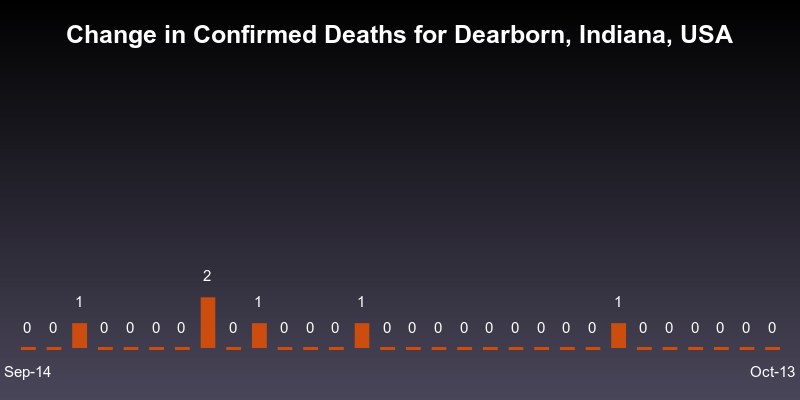 Change in Confirmed Deaths for Dearborn, Indiana, USA
2
1 1 1 1
0 0 0 0 0 0 0 0 0 0 0 0 0 0 0 0 0 0 0 0 0 0 0 0 0
Sep-14 Oct-13